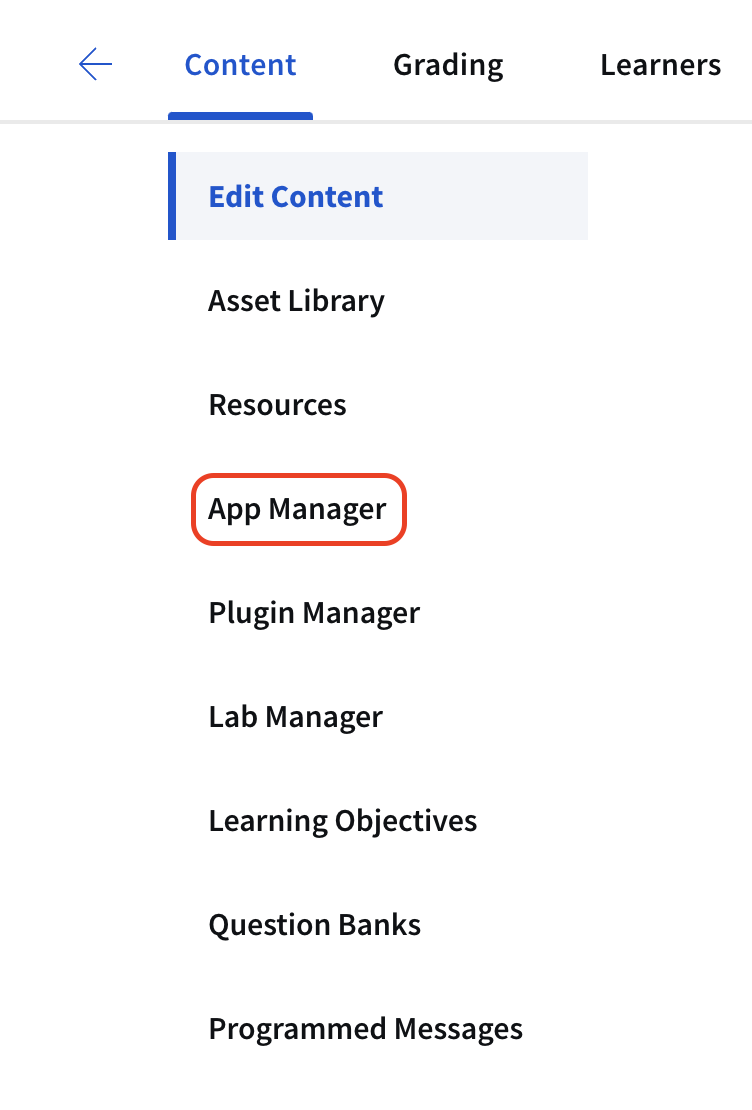 Content Grading Learners
Edit Content
Asset Library
Resources
App Manager
Plugin Manager
Lab Manager
Learning Objectives
Question Banks
Programmed Messages